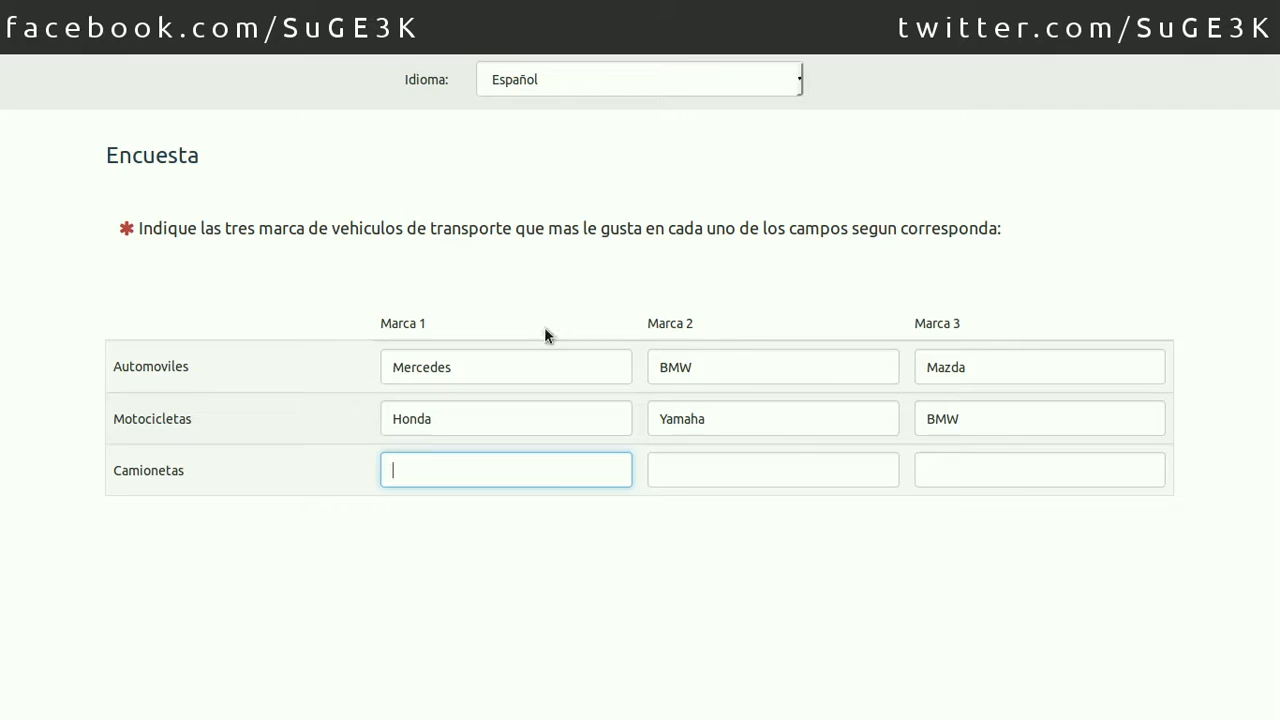 facebook.com/SuGE3K twitter.com/SuGE3K
Idioma: Español
Encuesta
✱ Indique las tres marca de vehiculos de transporte que mas le gusta en cada uno de los campos segun corresponda:
Marca 1 Marca 2 Marca 3
Automoviles Mercedes BMW Mazda
Motocicletas Honda Yamaha BMW
Camionetas